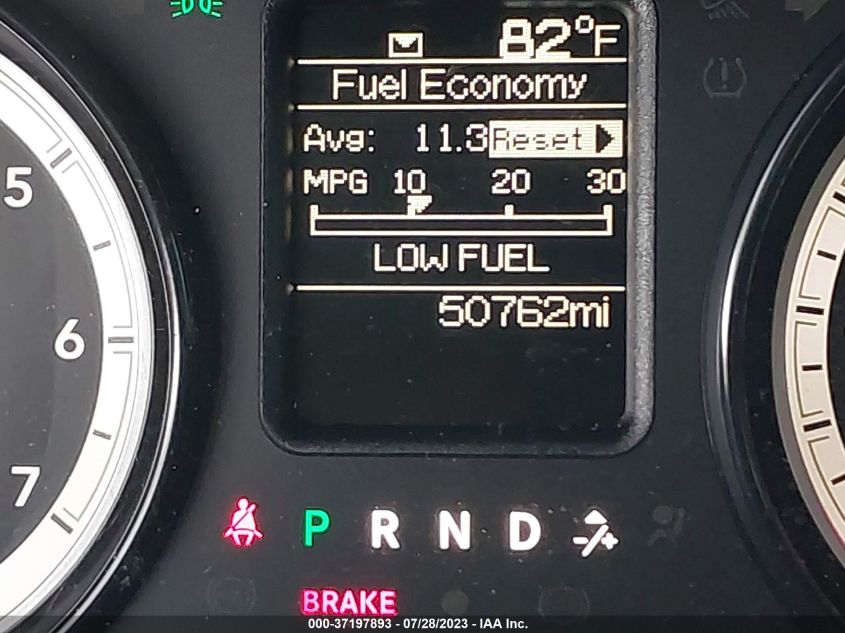 82°F
Fuel Economy
Avg: 11.3 Reset
MPG 10 20 30
LOW FUEL
50762mi
5
6
7
P R N D -/+
BRAKE
000-37197893 - 07/28/2023 - IAA Inc.